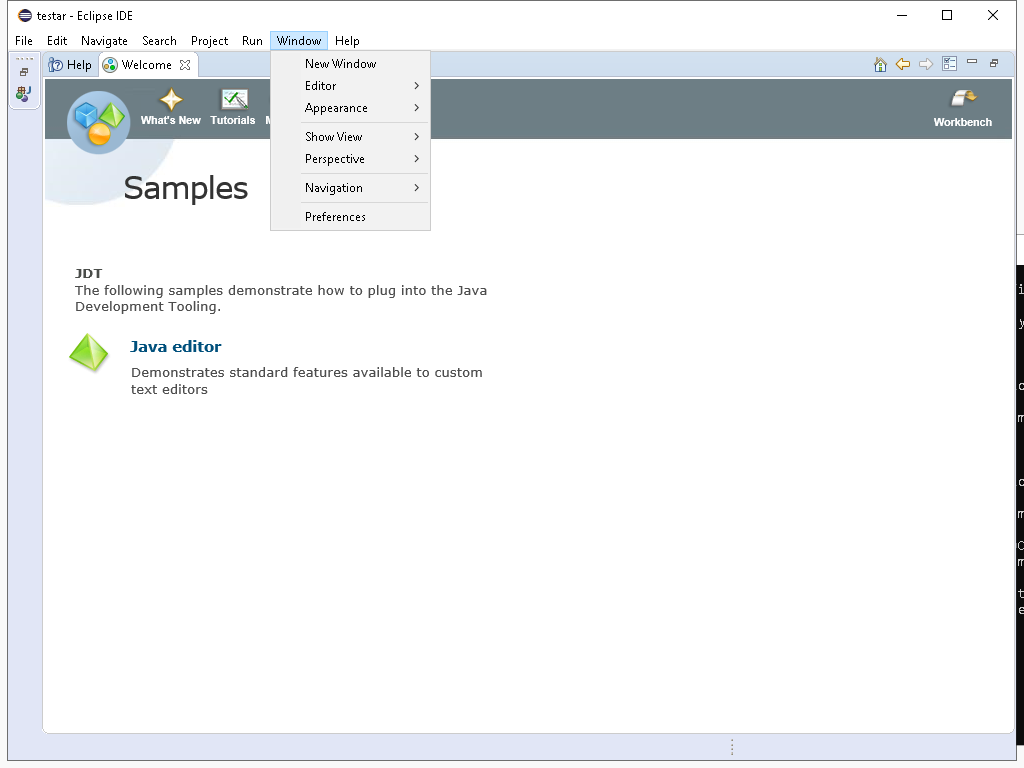 testar - Eclipse IDE
File Edit Navigate Search Project Run Window Help
Help Welcome
New Window
Editor
Appearance
Show View
Perspective
Navigation
Preferences
What's New Tutorials
Workbench
Samples
JDT
The following samples demonstrate how to plug into the Java
Development Tooling.
Java editor
Demonstrates standard features available to custom
text editors